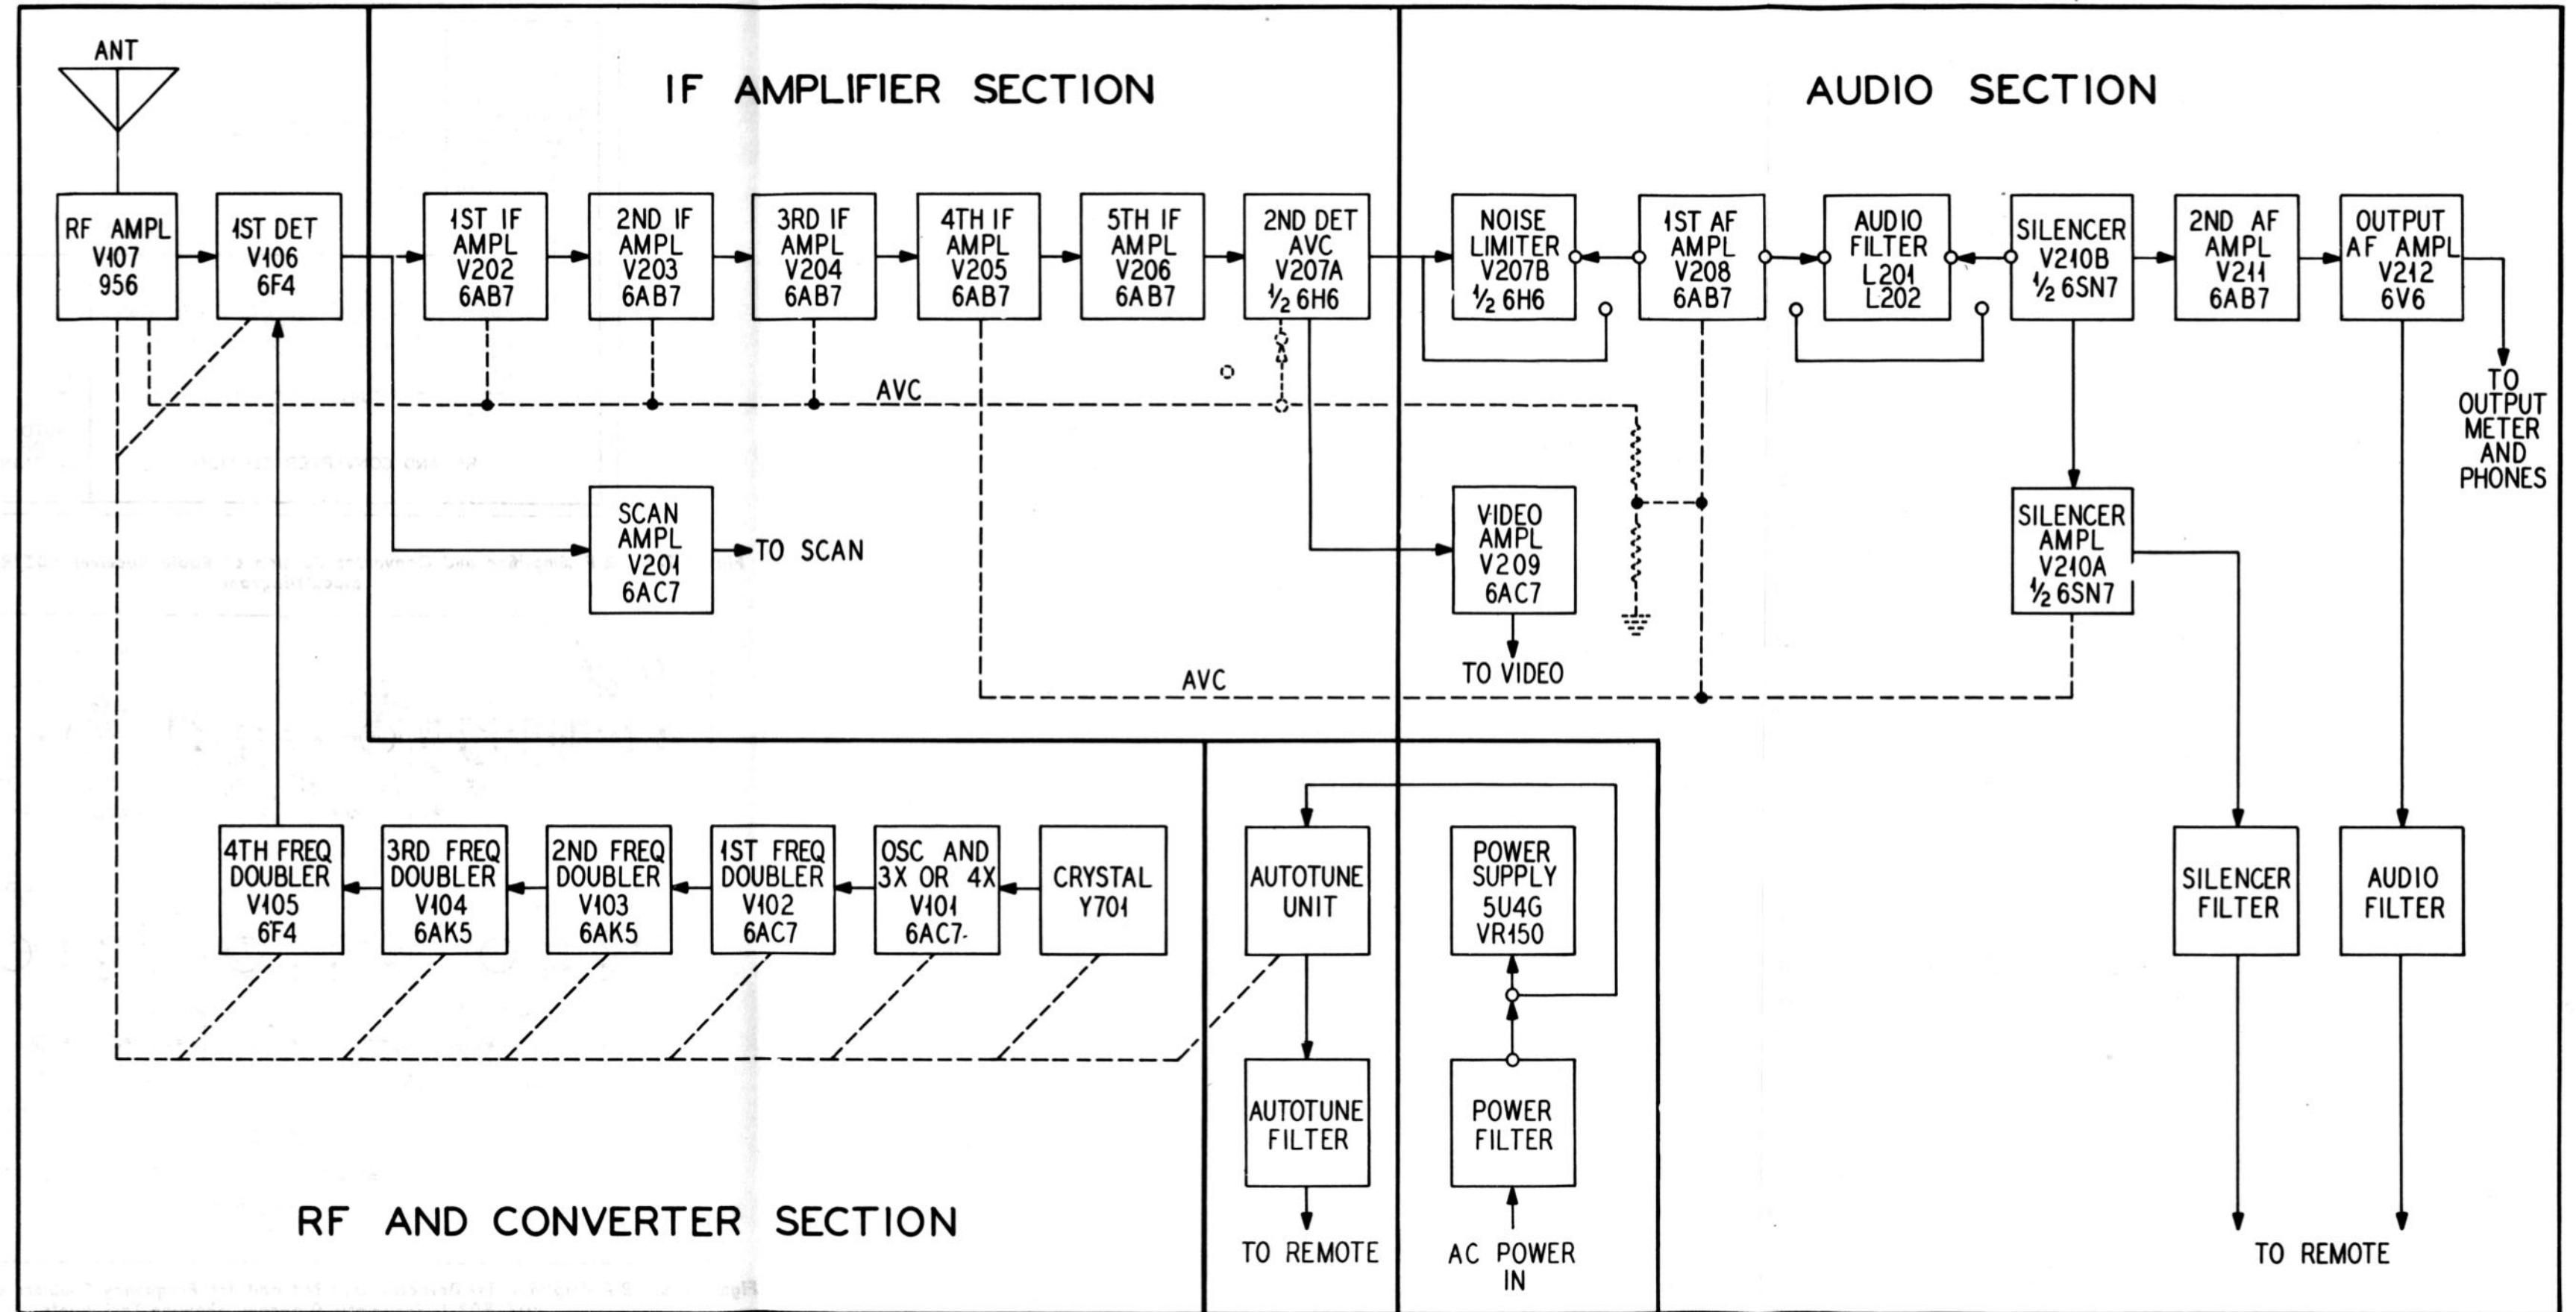 ANT
IF AMPLIFIER SECTION
AUDIO SECTION
RF AMPL
V107
956
1ST DET
V106
6F4
1ST IF
AMPL
V202
6AB7
2ND IF
AMPL
V203
6AB7
3RD IF
AMPL
V204
6AB7
4TH IF
AMPL
V205
6AB7
5TH IF
AMPL
V206
6AB7
2ND DET
AVC
V207A
½ 6H6
NOISE
LIMITER
V207B
½ 6H6
1ST AF
AMPL
V208
6AB7
AUDIO
FILTER
L201
L202
SILENCER
V210B
½ 6SN7
2ND AF
AMPL
V211
6AB7
OUTPUT
AF AMPL
V212
6V6
TO
OUTPUT
METER
AND
PHONES
AVC
SCAN
AMPL
V201
6AC7
TO SCAN
VIDEO
AMPL
V209
6AC7
TO VIDEO
SILENCER
AMPL
V210A
½ 6SN7
AVC
4TH FREQ
DOUBLER
V105
6F4
3RD FREQ
DOUBLER
V104
6AK5
2ND FREQ
DOUBLER
V103
6AK5
1ST FREQ
DOUBLER
V102
6AC7
OSC AND
3X OR 4X
V101
6AC7
CRYSTAL
Y701
AUTOTUNE
UNIT
POWER
SUPPLY
5U4G
VR150
SILENCER
FILTER
AUDIO
FILTER
AUTOTUNE
FILTER
POWER
FILTER
RF AND CONVERTER SECTION
TO REMOTE
AC POWER
IN
TO REMOTE